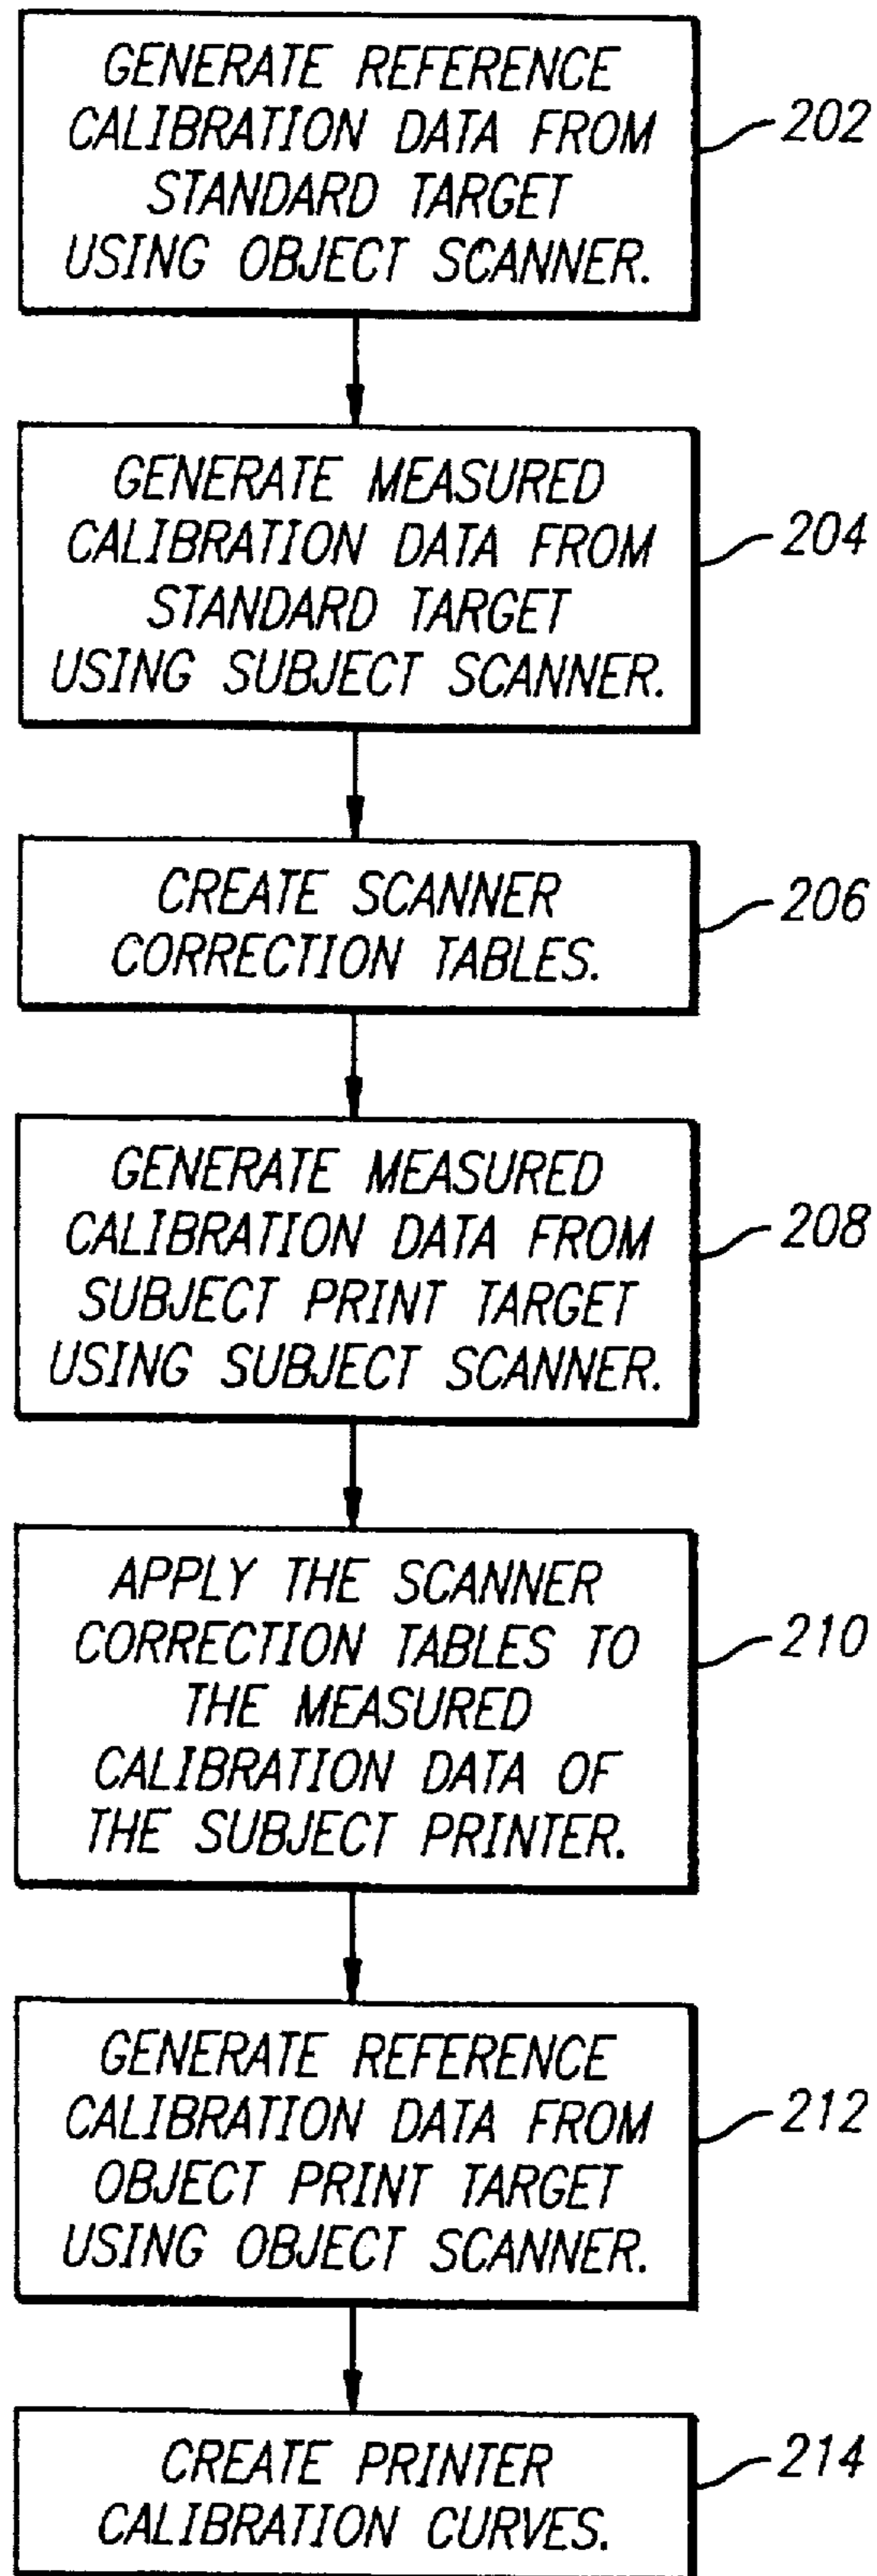 GENERATE REFERENCE
CALIBRATION DATA FROM
STANDARD TARGET
USING OBJECT SCANNER.
202
GENERATE MEASURED
CALIBRATION DATA FROM
STANDARD TARGET
USING SUBJECT SCANNER.
204
CREATE SCANNER
CORRECTION TABLES.
206
GENERATE MEASURED
CALIBRATION DATA FROM
SUBJECT PRINT TARGET
USING SUBJECT SCANNER.
208
APPLY THE SCANNER
CORRECTION TABLES TO
THE MEASURED
CALIBRATION DATA OF
THE SUBJECT PRINTER.
210
GENERATE REFERENCE
CALIBRATION DATA FROM
OBJECT PRINT TARGET
USING OBJECT SCANNER.
212
CREATE PRINTER
CALIBRATION CURVES.
214